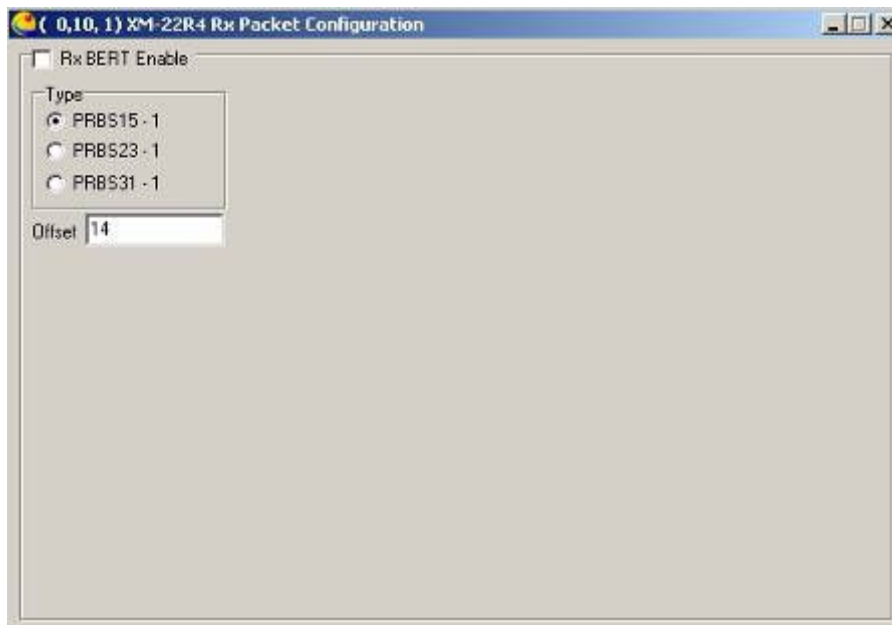 ( 0,10, 1) XM-22R4 Rx Packet Configuration
Rx BERT Enable
Type
PRBS15 - 1
PRBS23 - 1
PRBS31 - 1
Offset 14